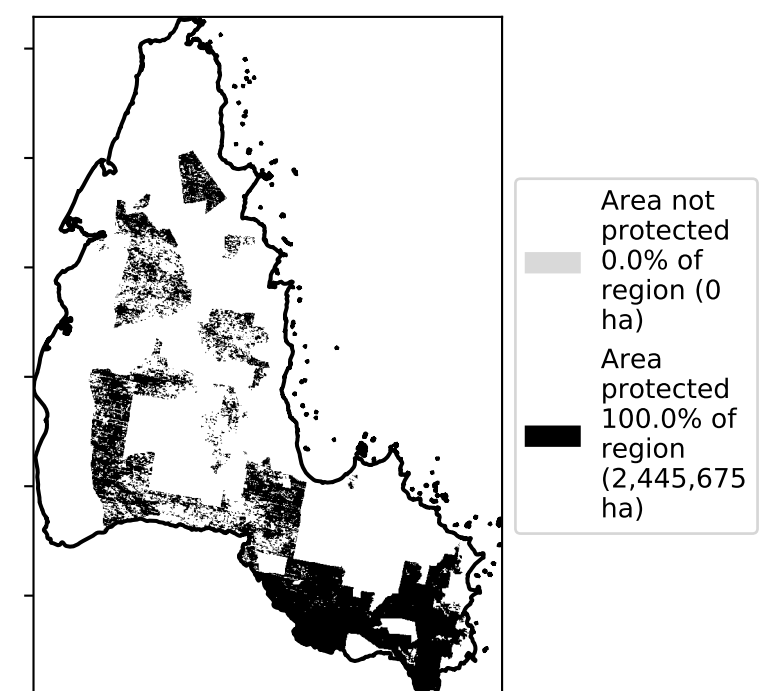 Area not
protected
0.0% of
region (0
ha)
Area
protected
100.0% of
region
(2,445,675
ha)